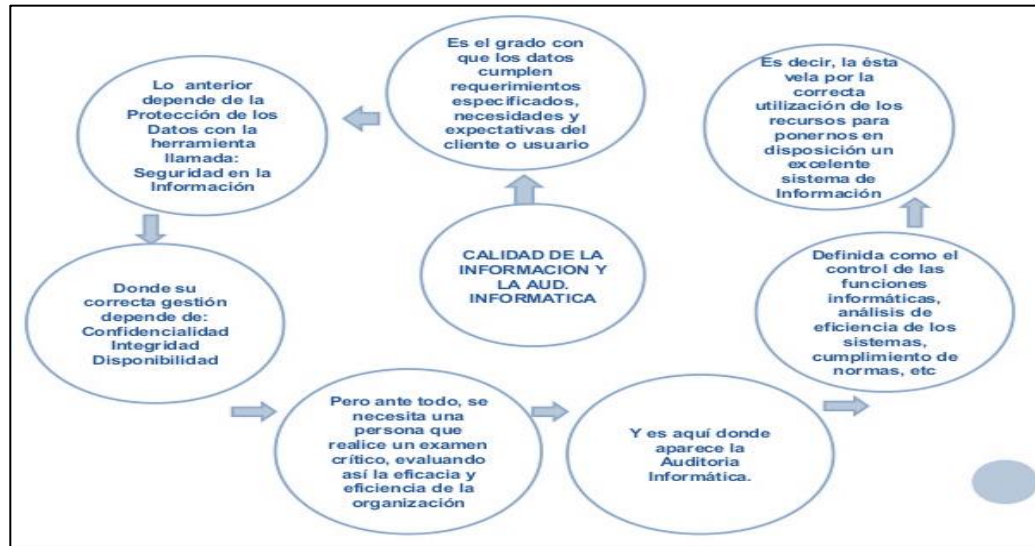 CALIDAD DE LA
INFORMACION Y
LA AUD.
INFORMATICA
Es el grado con
que los datos
cumplen
requerimientos
especificados,
necesidades y
expectativas del
cliente o usuario
Lo anterior
depende de la
Protección de los
Datos con la
herramienta
llamada:
Seguridad en la
Información
Donde su
correcta gestión
depende de:
Confidencialidad
Integridad
Disponibilidad
Pero ante todo, se
necesita una
persona que
realice un examen
crítico, evaluando
así la eficacia y
eficiencia de la
organización
Y es aquí donde
aparece la
Auditoria
Informática.
Definida como el
control de las
funciones
informáticas,
análisis de
eficiencia de los
sistemas,
cumplimiento de
normas, etc
Es decir, la ésta
vela por la
correcta
utilización de los
recursos para
ponernos en
disposición un
excelente
sistema de
Información